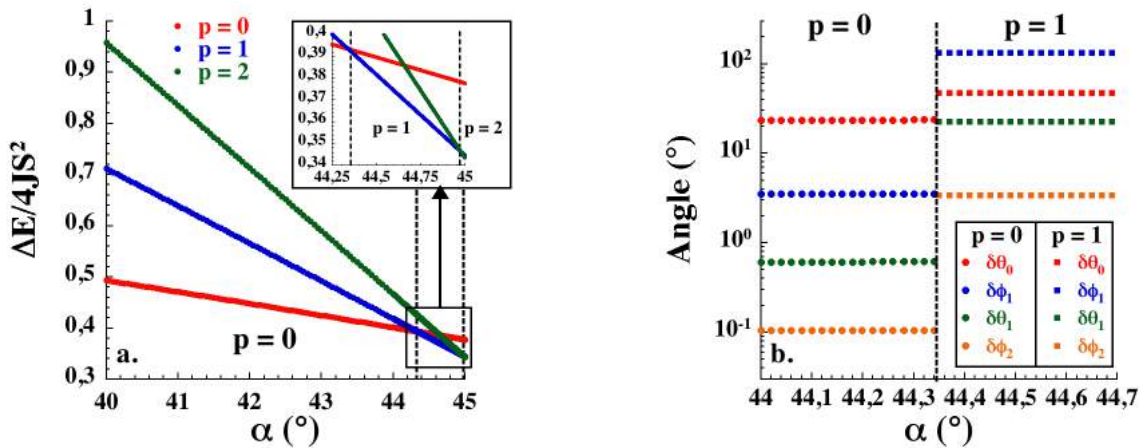 1
0,9
0,8
0,7
0,6
0,5
0,4
0,3
ΔE/4JS²
p = 0
p = 1
p = 2
0,4
0,39
0,38
0,37
0,36
0,35
0,34
p = 1
p = 2
44,25
44,5
44,75
45
p = 0
a.
40
41
42
43
44
45
α (°)
p = 0
p = 1
10²
10¹
10⁰
10⁻¹
Angle (°)
p = 0 p = 1
δθ₀ δθ₀
δϕ₁ δϕ₁
δθ₁ δθ₁
δϕ₂ δϕ₂
b.
44 44,1 44,2 44,3 44,4 44,5 44,6 44,7
α (°)